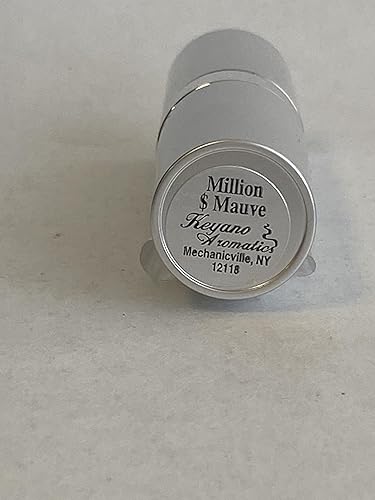 Million
$ Mauve
Keyano
Aromatics
Mechanicville, NY
12118